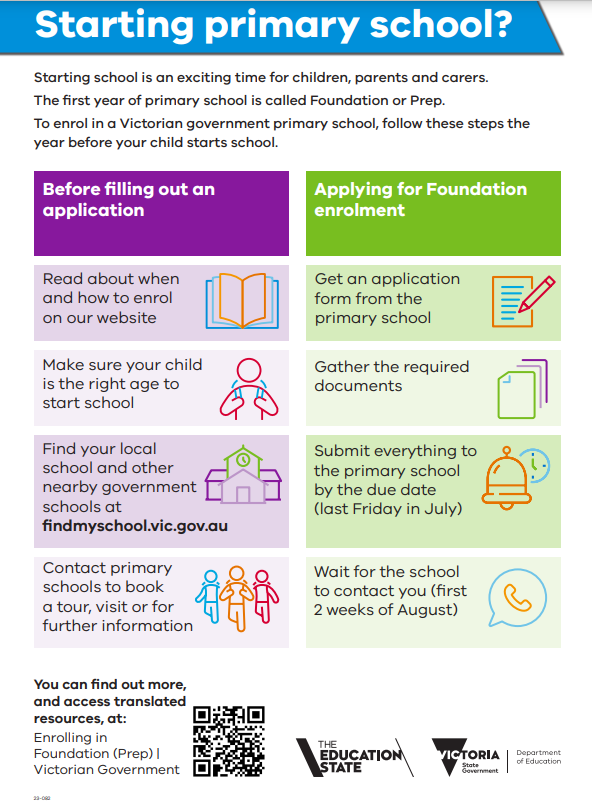 Starting primary school?
Starting school is an exciting time for children, parents and carers.
The first year of primary school is called Foundation or Prep.
To enrol in a Victorian government primary school, follow these steps the
year before your child starts school.
Before filling out an
application
Read about when
and how to enrol
on our website
Make sure your child
is the right age to
start school
Find your local
school and other
nearby government
schools at
findmyschool.vic.gov.au
Contact primary
schools to book
a tour, visit or for
further information
Applying for Foundation
enrolment
Get an application
form from the
primary school
Gather the required
documents
Submit everything to
the primary school
by the due date
(last Friday in July)
Wait for the school
to contact you (first
2 weeks of August)
You can find out more,
and access translated
resources, at:
Enrolling in
Foundation (Prep) |
Victorian Government
THE
EDUCATION
STATE
VICTORIA
State
Government
Department
of Education
23-082